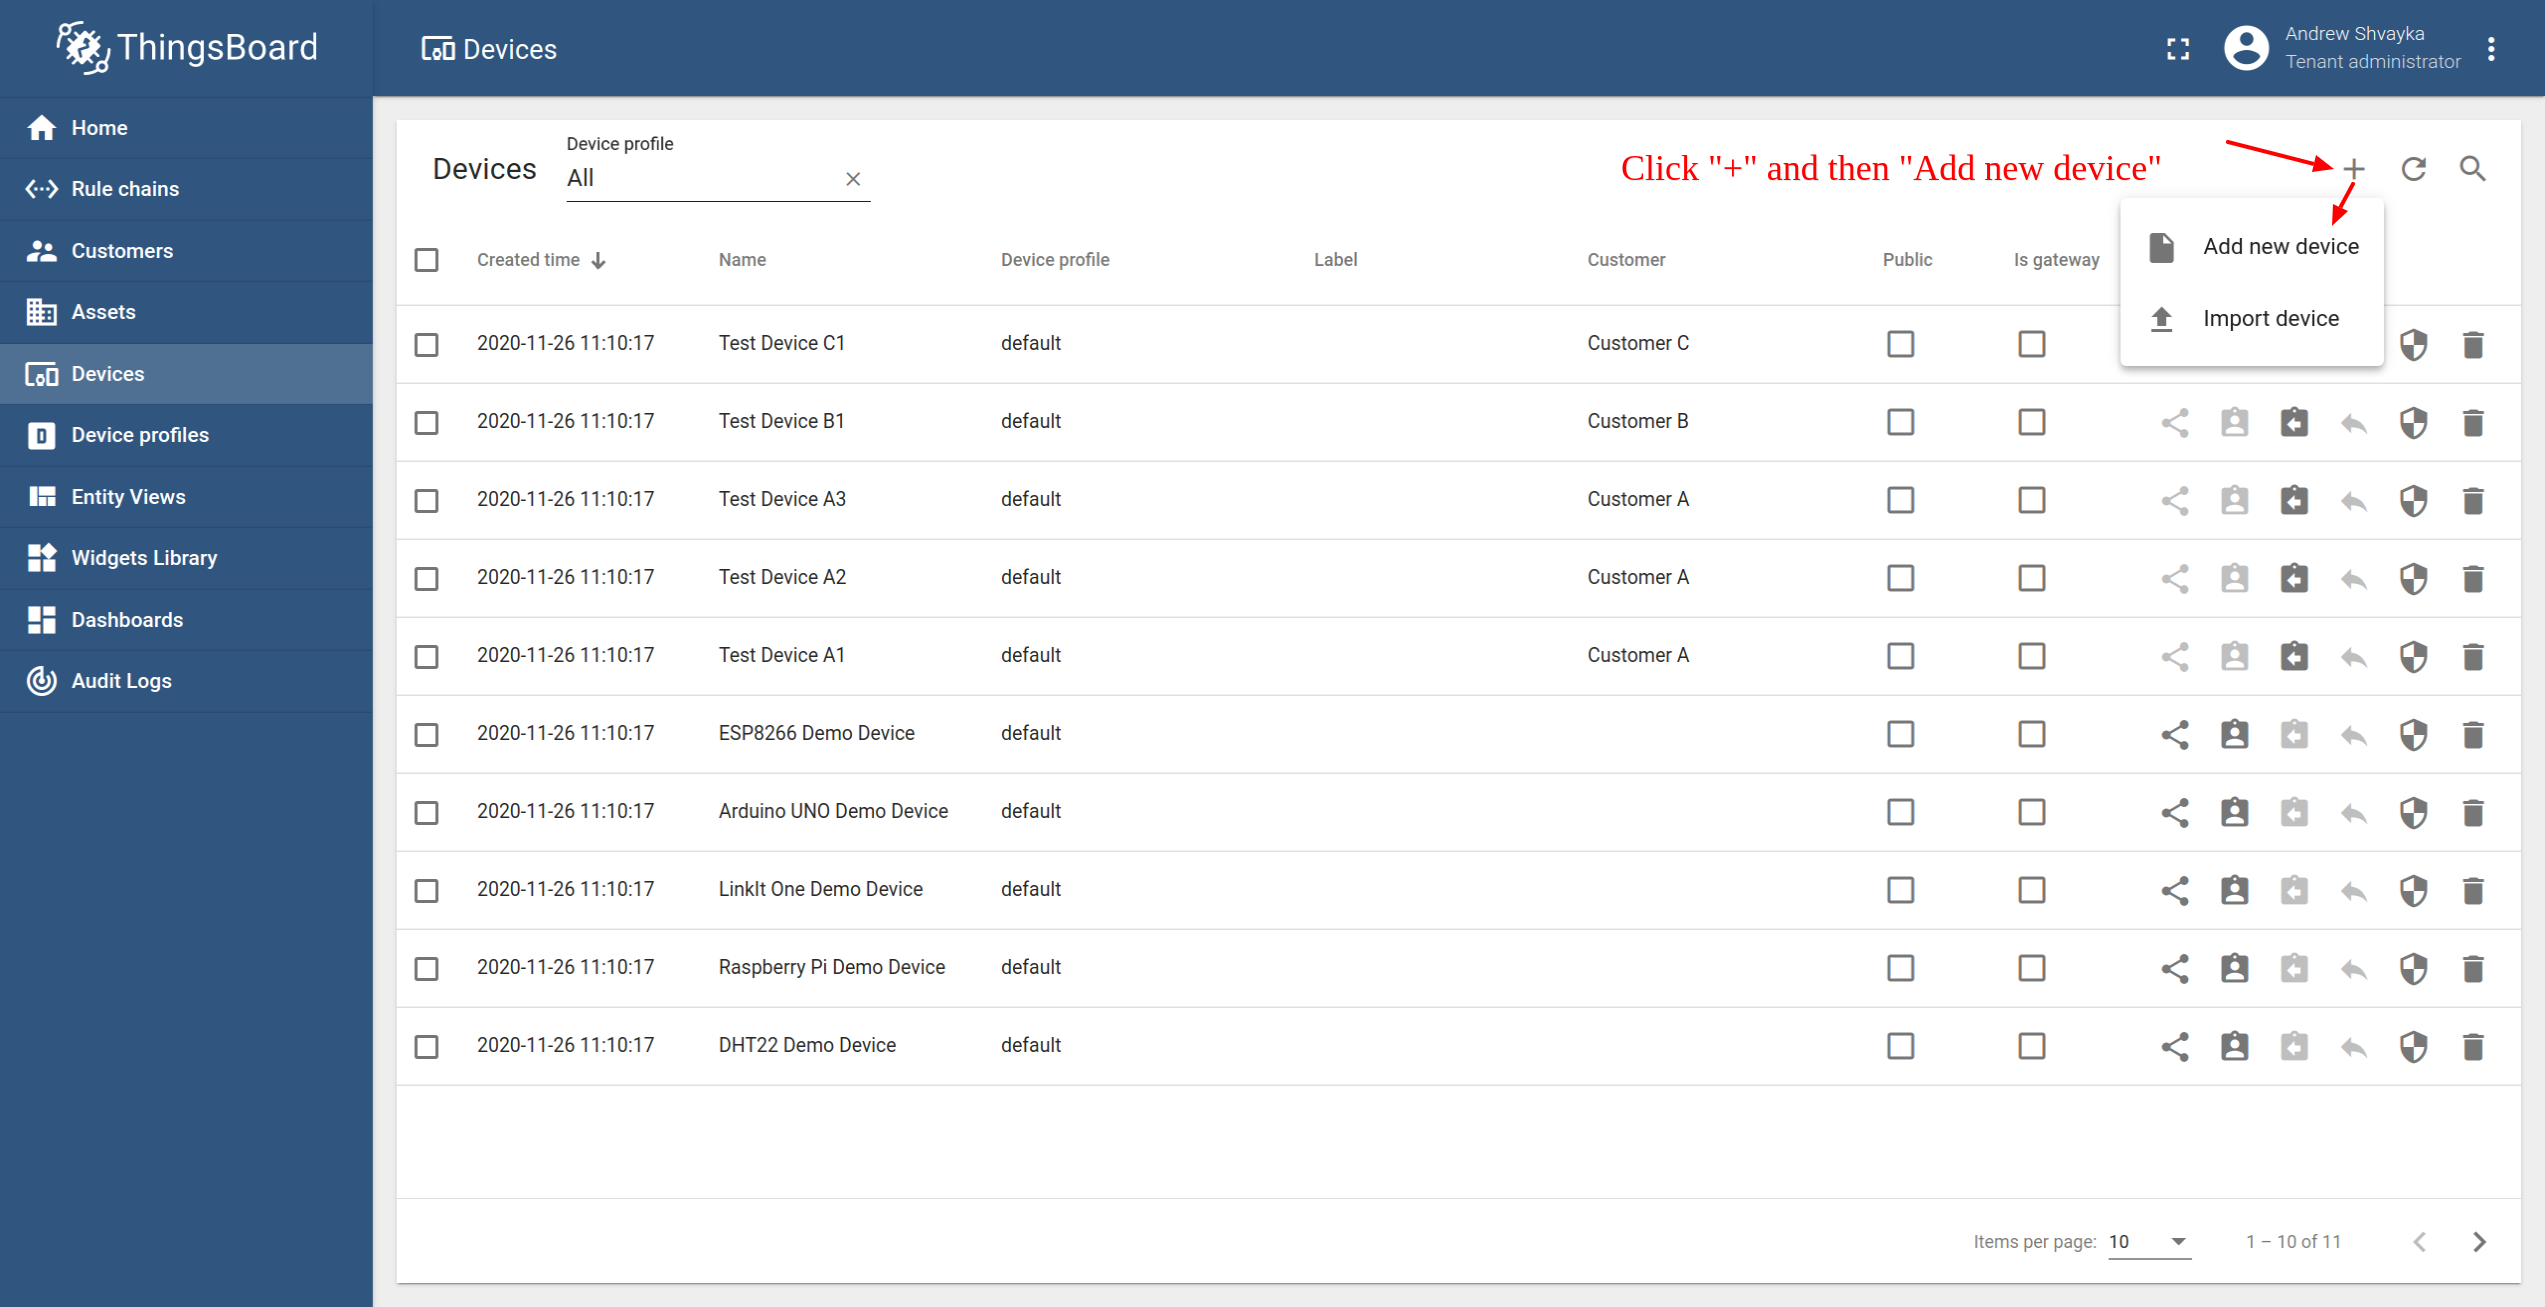 ThingsBoard
Devices
Andrew Shvayka
Tenant administrator
Home
Rule chains
Customers
Assets
Devices
Device profiles
Entity Views
Widgets Library
Dashboards
Audit Logs
Devices
Device profile
All
Click "+" and then "Add new device"
Add new device
Import device
Created time Name Device profile Label Customer Public Is gateway
2020-11-26 11:10:17 Test Device C1 default Customer C
2020-11-26 11:10:17 Test Device B1 default Customer B
2020-11-26 11:10:17 Test Device A3 default Customer A
2020-11-26 11:10:17 Test Device A2 default Customer A
2020-11-26 11:10:17 Test Device A1 default Customer A
2020-11-26 11:10:17 ESP8266 Demo Device default
2020-11-26 11:10:17 Arduino UNO Demo Device default
2020-11-26 11:10:17 LinkIt One Demo Device default
2020-11-26 11:10:17 Raspberry Pi Demo Device default
2020-11-26 11:10:17 DHT22 Demo Device default
Items per page: 10 1 – 10 of 11